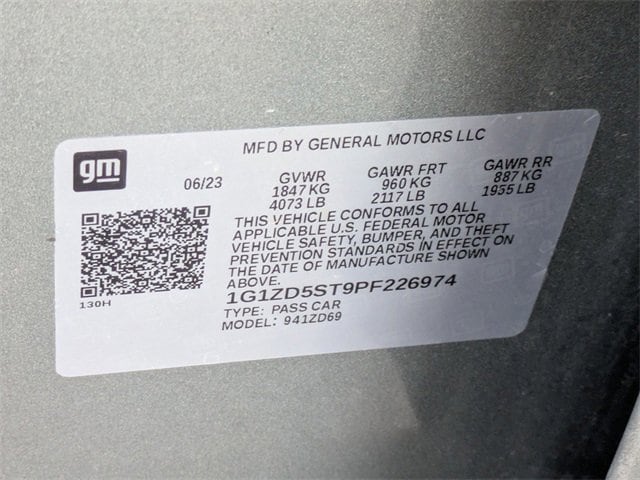 MFD BY GENERAL MOTORS LLC
gm
06/23
GVWR GAWR FRT GAWR RR
1847 KG 960 KG 887 KG
4073 LB 2117 LB 1955 LB
THIS VEHICLE CONFORMS TO ALL
APPLICABLE U.S. FEDERAL MOTOR
VEHICLE SAFETY, BUMPER, AND THEFT
PREVENTION STANDARDS IN EFFECT ON
THE DATE OF MANUFACTURE SHOWN
ABOVE.
130H
1G1ZD5ST9PF226974
TYPE: PASS CAR
MODEL: 941ZD69